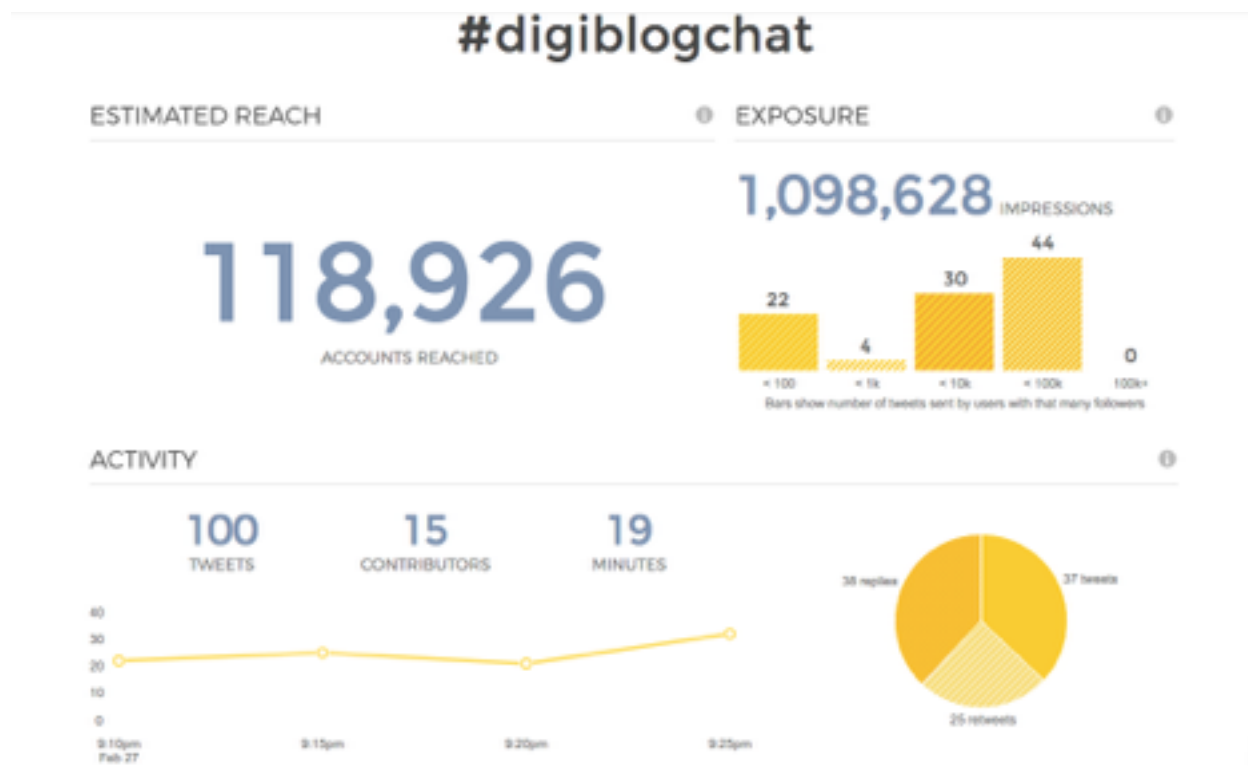 #digiblogchat
ESTIMATED REACH
118,926
ACCOUNTS REACHED
EXPOSURE
1,098,628 IMPRESSIONS
22
4
30
44
0
< 100
< 1k
< 10k
< 100k
100k+
Bars show number of tweets sent by users with that many followers
ACTIVITY
100
TWEETS
15
CONTRIBUTORS
19
MINUTES
40
30
20
10
0
9:10pm
Feb 27
9:15pm
9:20pm
9:25pm
38 replies
37 tweets
25 retweets